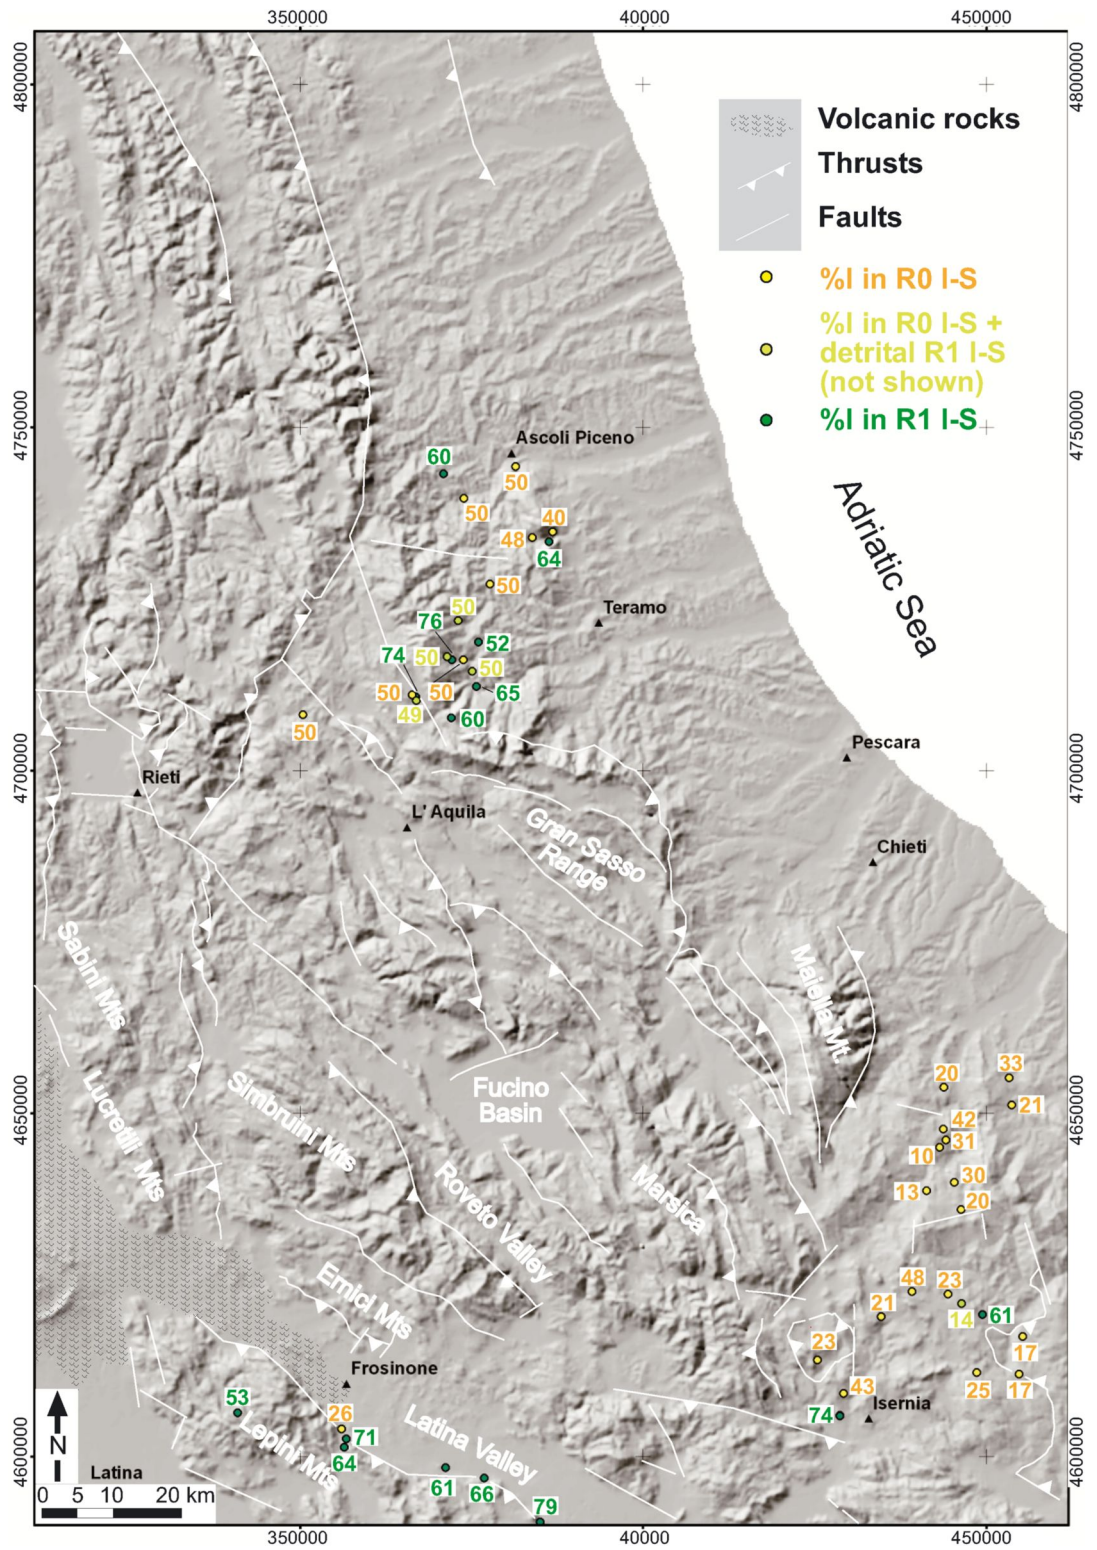 350000
40000
450000
4800000
4800000
Volcanic rocks
Thrusts
Faults
%I in R0 I-S
%I in R0 I-S +
detrital R1 I-S
(not shown)
%I in R1 I-S
4750000
4750000
Ascoli Piceno
60
50
50
40
48
64
50
Adriatic Sea
50
Teramo
76
52
74
50
50
50
50
65
49
60
50
Pescara
4700000
4700000
Rieti
L' Aquila
Gran Sasso
Range
Chieti
Sabini Mts
Maiella Mt.
33
20
21
Lucretili Mts
Simbruini Mts
Fucino
Basin
4650000
4650000
42
31
10
Roveto Valley
Marsica
30
13
20
Ernici Mts
48
23
21
14
61
23
17
Frosinone
25
17
43
Isernia
53
74
26
71
64
Lepini Mts
Latina Valley
4600000
4600000
N
Latina
61
66
79
0 5 10 20 km
350000
40000
450000